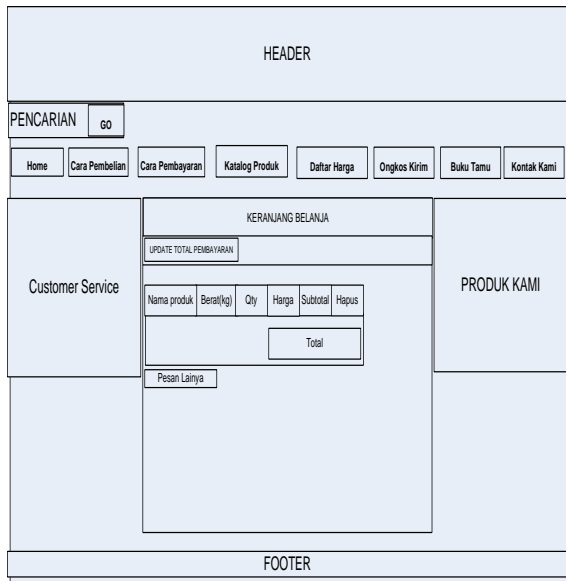 HEADER
PENCARIAN GO
Home Cara Pembelian Cara Pembayaran Katalog Produk Daftar Harga Ongkos Kirim Buku Tamu Kontak Kami
KERANJANG BELANJA
UPDATE TOTAL PEMBAYARAN
Customer Service
PRODUK KAMI
Nama produk Berat(kg) Qty Harga Subtotal Hapus
Total
Pesan Lainya
FOOTER